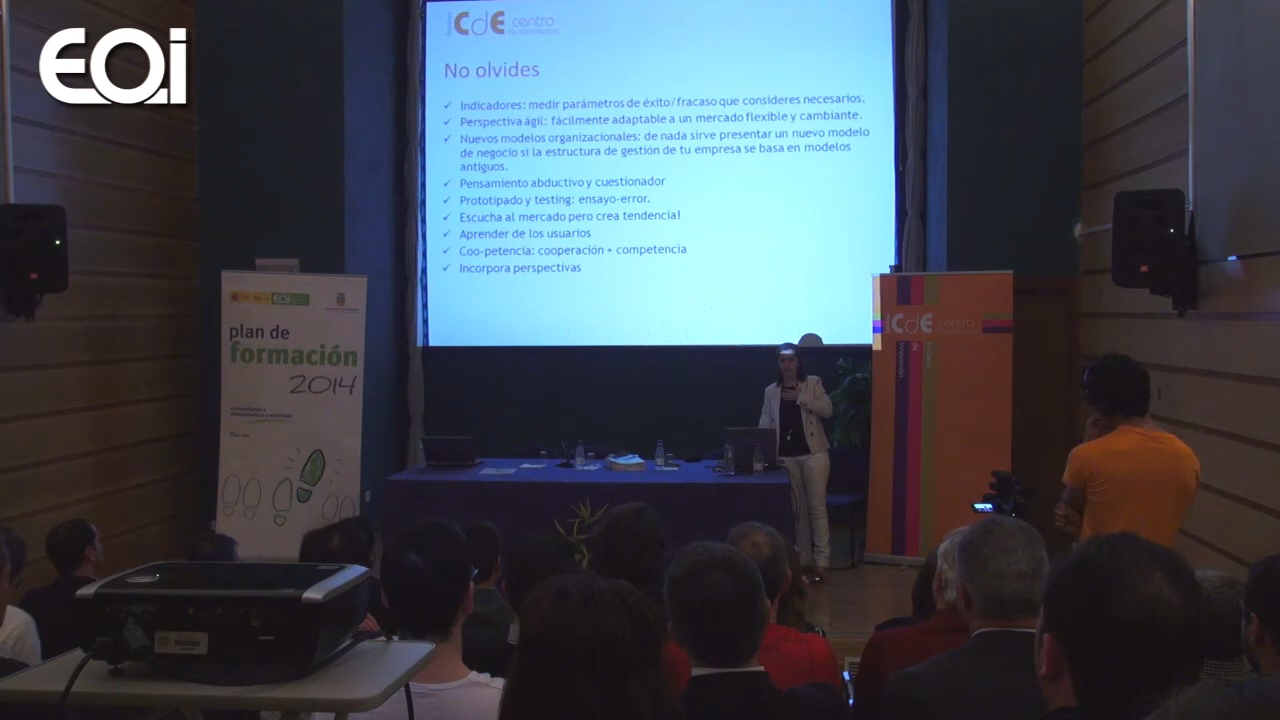 EOi
CdE centro
No olvides
✓ Indicadores: medir parámetros de éxito/fracaso que consideres necesarios.
✓ Perspectiva ágil: fácilmente adaptable a un mercado flexible y cambiante.
✓ Nuevos modelos organizacionales: de nada sirve presentar un nuevo modelo
de negocio si la estructura de gestión de tu empresa se basa en modelos
antiguos.
✓ Pensamiento abductivo y cuestionador
✓ Prototipado y testing: ensayo-error.
✓ Escucha al mercado pero crea tendencia!
✓ Aprender de los usuarios
✓ Coo-petencia: cooperación + competencia
✓ Incorpora perspectivas
EOi
plan de
formación
2014
CdE centro